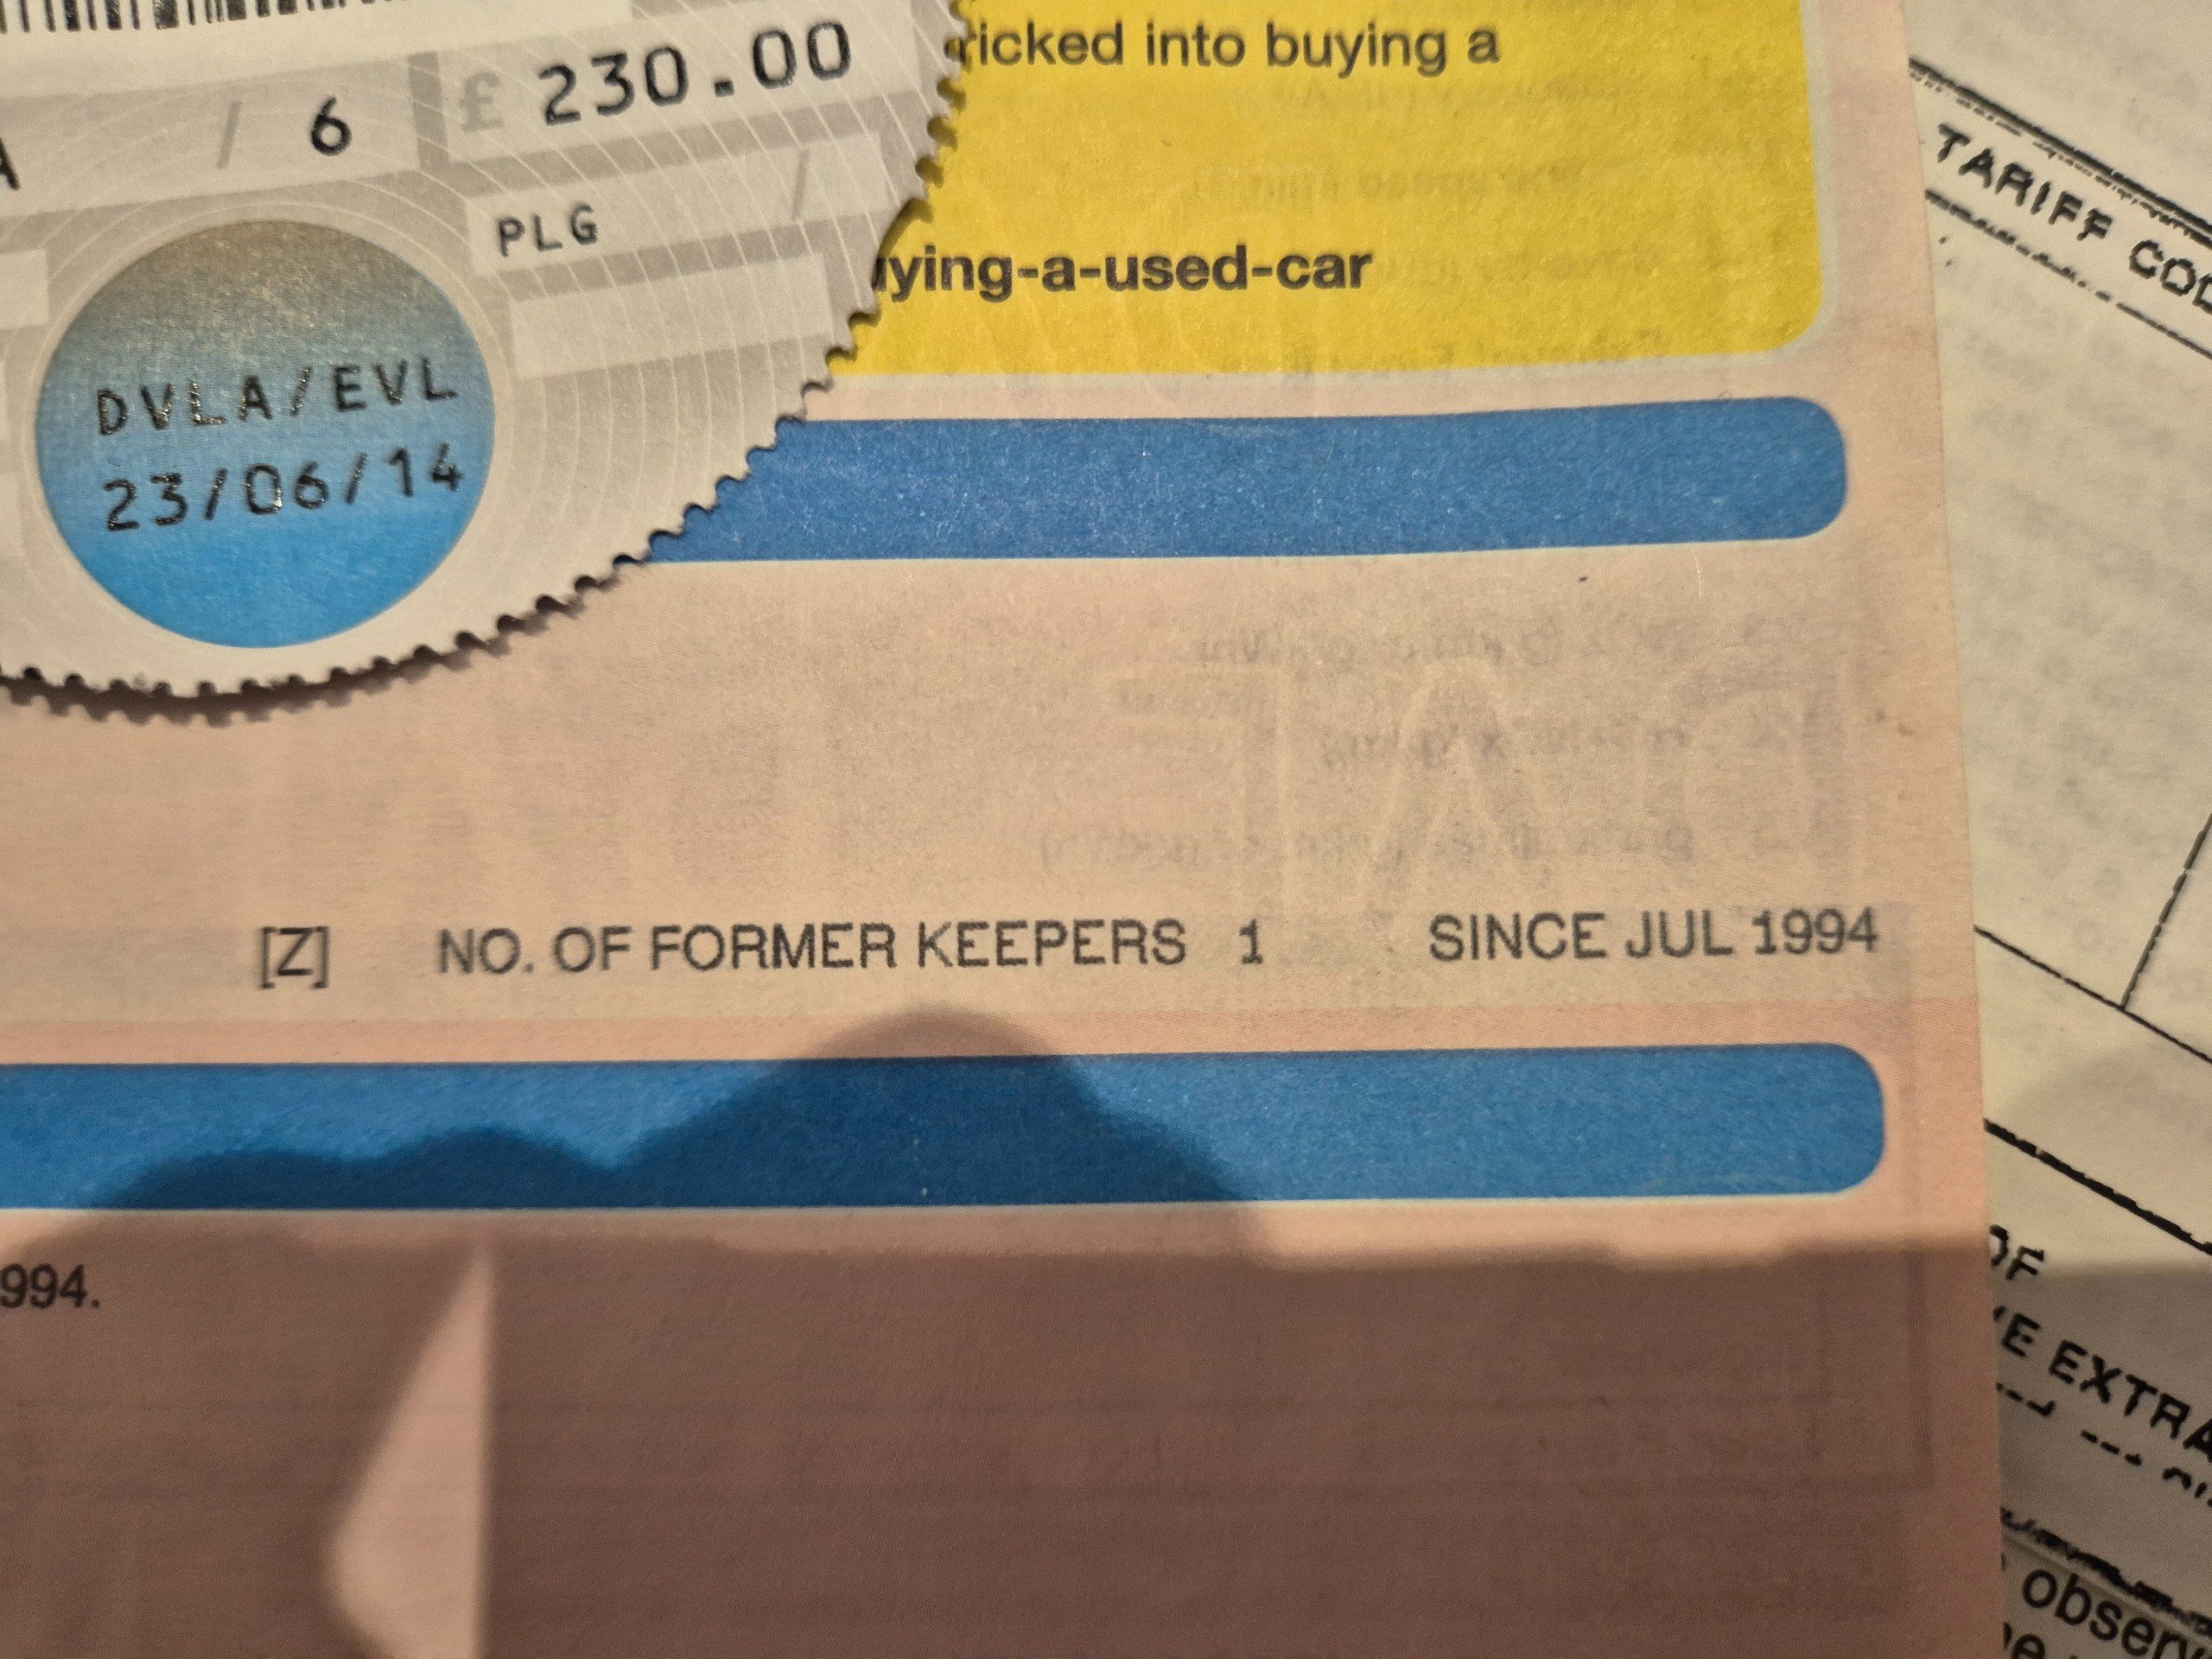 £ 230.00
/ 6
PLG /
DVLA/EVL
23/06/14
ricked into buying a
ying-a-used-car
TARIFF COD
[Z] NO. OF FORMER KEEPERS 1 SINCE JUL 1994
994.
OF
VE EXTRA
observ